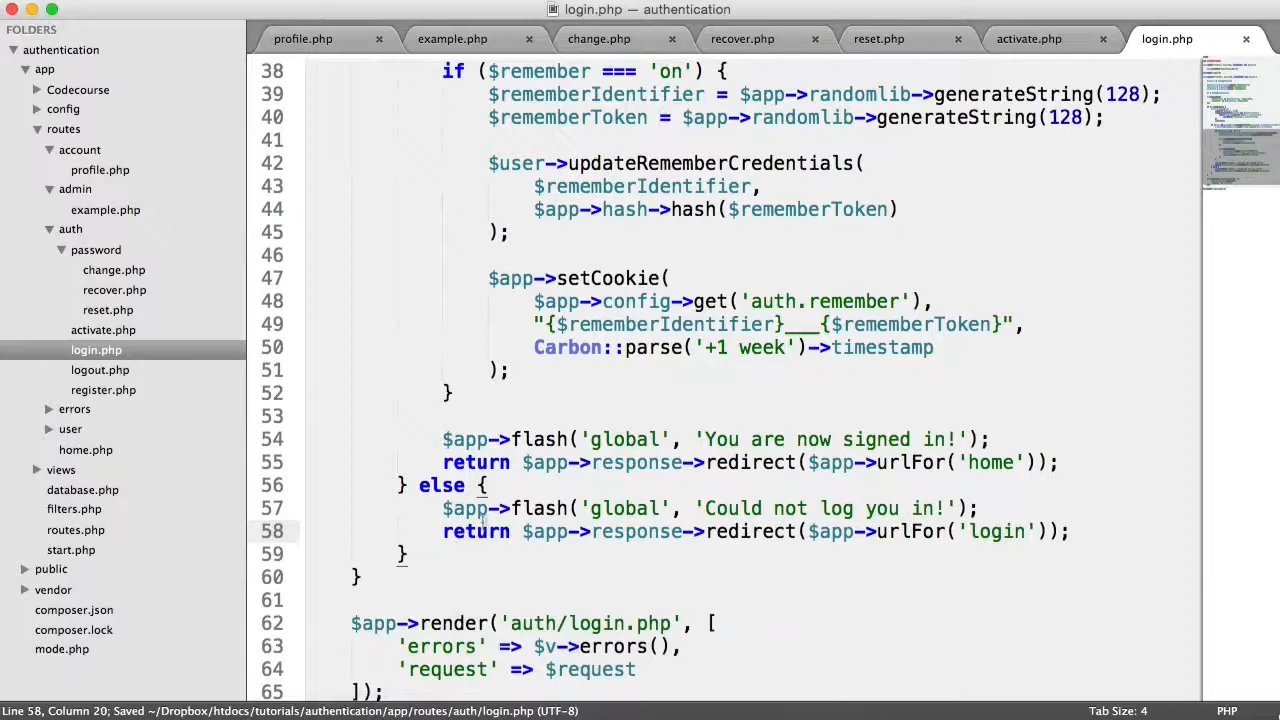 login.php — authentication
FOLDERS
authentication
app
Codecourse
config
routes
account
profile.php
admin
example.php
auth
password
change.php
recover.php
reset.php
activate.php
login.php
logout.php
register.php
errors
user
home.php
views
database.php
filters.php
routes.php
start.php
public
vendor
composer.json
composer.lock
mode.php
profile.php × example.php × change.php × recover.php × reset.php × activate.php × login.php ×
38 if ($remember === 'on') {
39 $rememberIdentifier = $app->randomlib->generateString(128);
40 $rememberToken = $app->randomlib->generateString(128);
41
42 $user->updateRememberCredentials(
43 $rememberIdentifier,
44 $app->hash->hash($rememberToken)
45 );
46
47 $app->setCookie(
48 $app->config->get('auth.remember'),
49 "{$rememberIdentifier}___{$rememberToken}",
50 Carbon::parse('+1 week')->timestamp
51 );
52 }
53
54 $app->flash('global', 'You are now signed in!');
55 return $app->response->redirect($app->urlFor('home'));
56 } else {
57 $app->flash('global', 'Could not log you in!');
58 return $app->response->redirect($app->urlFor('login'));
59 }
60 }
61
62 $app->render('auth/login.php', [
63 'errors' => $v->errors(),
64 'request' => $request
65 ]);
Line 58, Column 20; Saved ~/Dropbox/htdocs/tutorials/authentication/app/routes/auth/login.php (UTF-8) Tab Size: 4 PHP